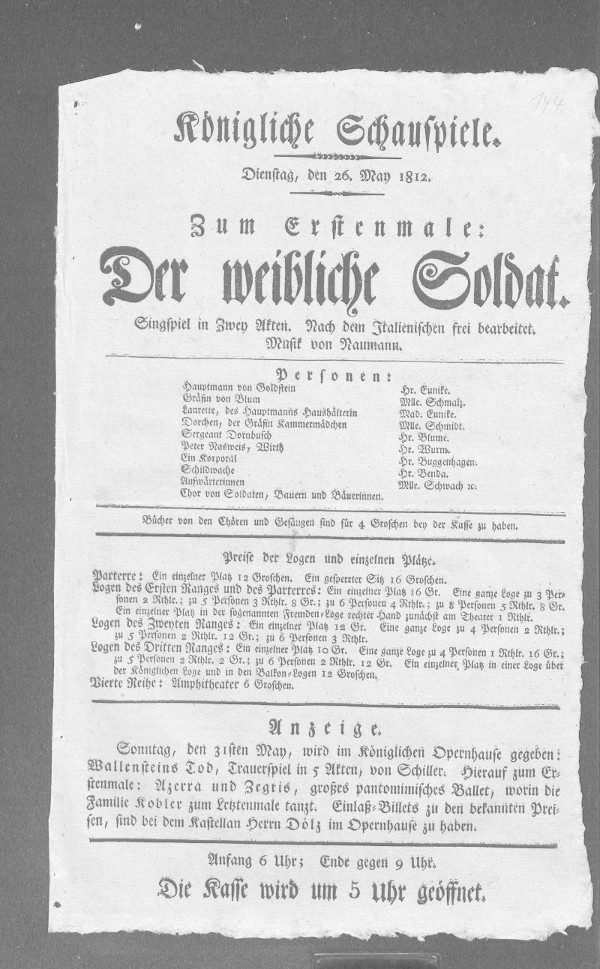 144
Königliche Schauspiele.
Dienstag, den 26. May 1812.
Zum Erstenmale:
Der weibliche Soldat.
Singspiel in Zwey Akten. Nach dem Italienischen frei bearbeitet.
Musik von Naumann.
Personen:
Hauptmann von Goldstein Hr. Eunike.
Gräfin von Blum Mlle. Schmalz.
Laurette, des Hauptmanns Haushälterin Mad. Eunike.
Dorchen, der Gräfin Kammermädchen Mlle. Schmidt.
Sergeant Dornbusch Hr. Blume.
Peter Nasweis, Wirth Hr. Wurm.
Ein Korporal Hr. Buggenhagen.
Schildwache Hr. Benda.
Aufwärterinnen Mlle. Schwach ꝛc.
Chor von Soldaten, Bauern und Bäuerinnen.
Bücher von den Chören und Gesängen sind für 4 Groschen bey der Kasse zu haben.
Preise der Logen und einzelnen Plätze.
Parterre: Ein einzelner Platz 12 Groschen. Ein gesperrter Sitz 16 Groschen.
Logen des Ersten Ranges und des Parterres: Ein einzelner Platz 16 Gr. Eine ganze Loge zu 3 Per-
sonen 2 Rthlr.; zu 5 Personen 3 Rthlr. 8 Gr.; zu 6 Personen 4 Rthlr.; zu 8 Personen 5 Rthlr. 8 Gr.
Ein einzelner Platz in der sogenannten Fremden-Loge rechter Hand zunächst am Theater 1 Rthlr.
Logen des Zweyten Ranges: Ein einzelner Platz 12 Gr. Eine ganze Loge zu 4 Personen 2 Rthlr.;
zu 5 Personen 2 Rthlr. 12 Gr.; zu 6 Personen 3 Rthlr.
Logen des Dritten Ranges: Ein einzelner Platz 10 Gr. Eine ganze Loge zu 4 Personen 1 Rthlr. 16 Gr.;
zu 5 Personen 2 Rthlr. 2 Gr.; zu 6 Personen 2 Rthlr. 12 Gr. Ein einzelner Platz in einer Loge über
der Königlichen Loge und in den Balkon-Logen 12 Groschen.
Vierte Reihe: Amphitheater 6 Groschen.
Anzeige.
Sonntag, den 31sten May, wird im Königlichen Opernhause gegeben:
Wallensteins Tod, Trauerspiel in 5 Akten, von Schiller. Hierauf zum Er-
stenmale: Azerra und Zegris, großes pantomimisches Ballet, worin die
Familie Kobler zum Letztenmale tanzt. Einlaß-Billets zu den bekannten Prei-
sen, sind bei dem Kastellan Herrn Dölz im Opernhause zu haben.
Anfang 6 Uhr; Ende gegen 9 Uhr.
Die Kasse wird um 5 Uhr geöffnet.